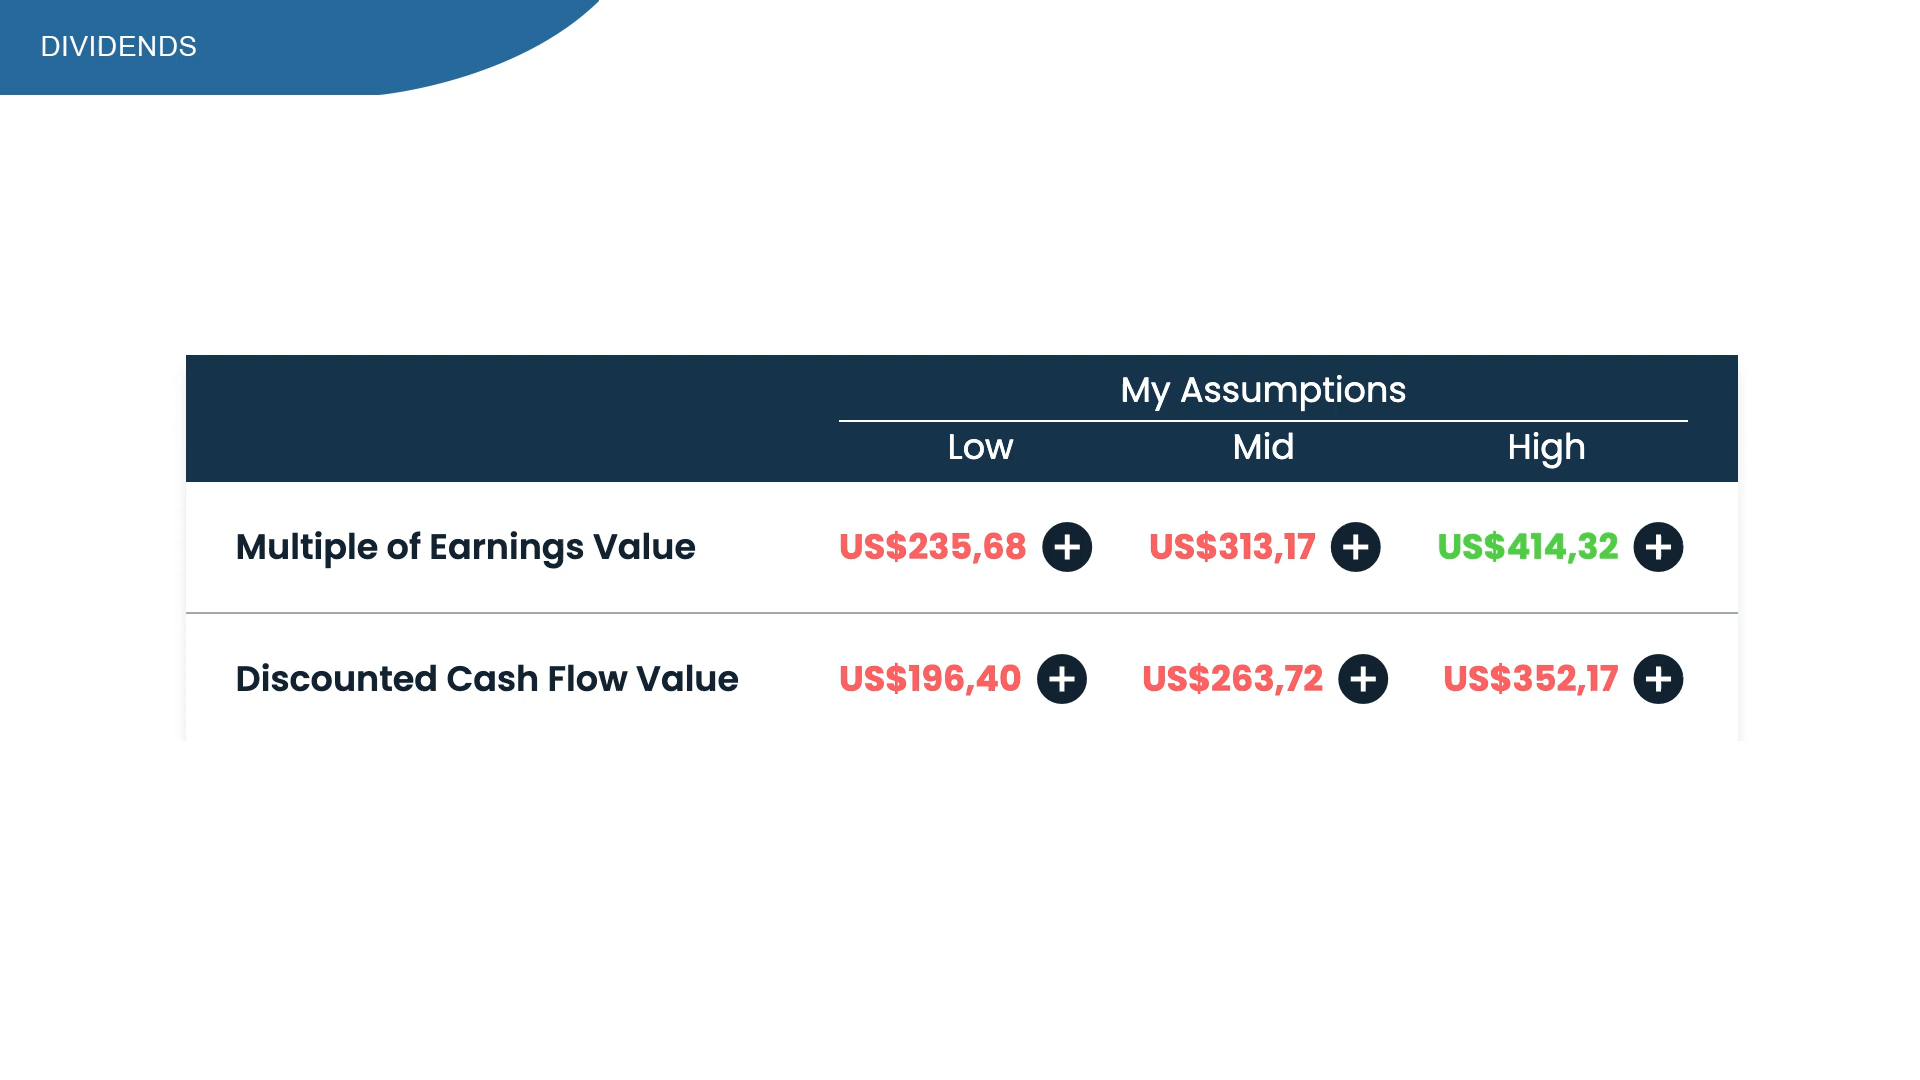 DIVIDENDS
My Assumptions
Low Mid High
Multiple of Earnings Value US$235,68 US$313,17 US$414,32
Discounted Cash Flow Value US$196,40 US$263,72 US$352,17